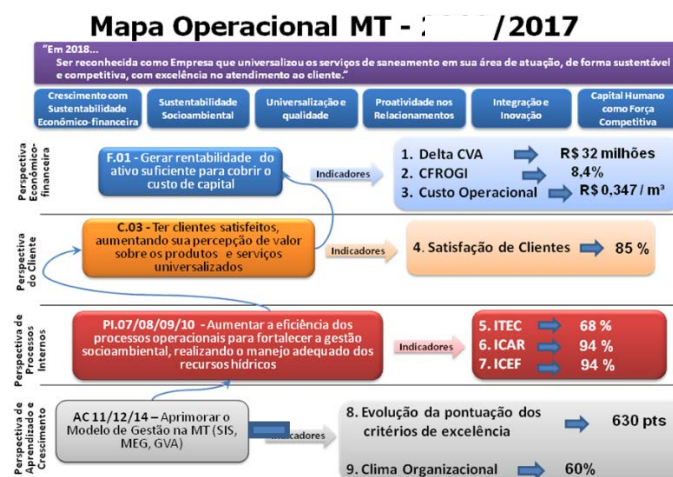 Mapa Operacional MT - 2 /2017
"Em 2018...
Ser reconhecida como Empresa que universalizou os serviços de saneamento em sua área de atuação, de forma sustentável
e competitiva, com excelência no atendimento ao cliente."
Crescimento com
Sustentabilidade
Econômico-financeira
Sustentabilidade
Socioambiental
Universalização e
qualidade
Proatividade nos
Relacionamentos
Integração e
Inovação
Capital Humano
como Força
Competitiva
Perspectiva
Econômico-
financeira
F.01 - Gerar rentabilidade do
ativo suficiente para cobrir o
custo de capital
Indicadores
1. Delta CVA R$ 32 milhões
2. CFROGI 8,4%
3. Custo Operacional R$ 0,347 / m³
Perspectiva
do Cliente
C.03 - Ter clientes satisfeitos,
aumentando sua percepção de valor
sobre os produtos e serviços
universalizados
Indicadores
4. Satisfação de Clientes 85 %
Perspectiva de
Processos
Internos
PI.07/08/09/10 - Aumentar a eficiência dos
processos operacionais para fortalecer a gestão
socioambiental, realizando o manejo adequado dos
recursos hídricos
Indicadores
5. ITEC 68 %
6. ICAR 94 %
7. ICEF 94 %
Perspectiva de
Aprendizado e
Crescimento
AC 11/12/14 – Aprimorar o
Modelo de Gestão na MT (SIS,
MEG, GVA)
Indicadores
8. Evolução da pontuação dos
critérios de excelência 630 pts
9. Clima Organizacional 60%